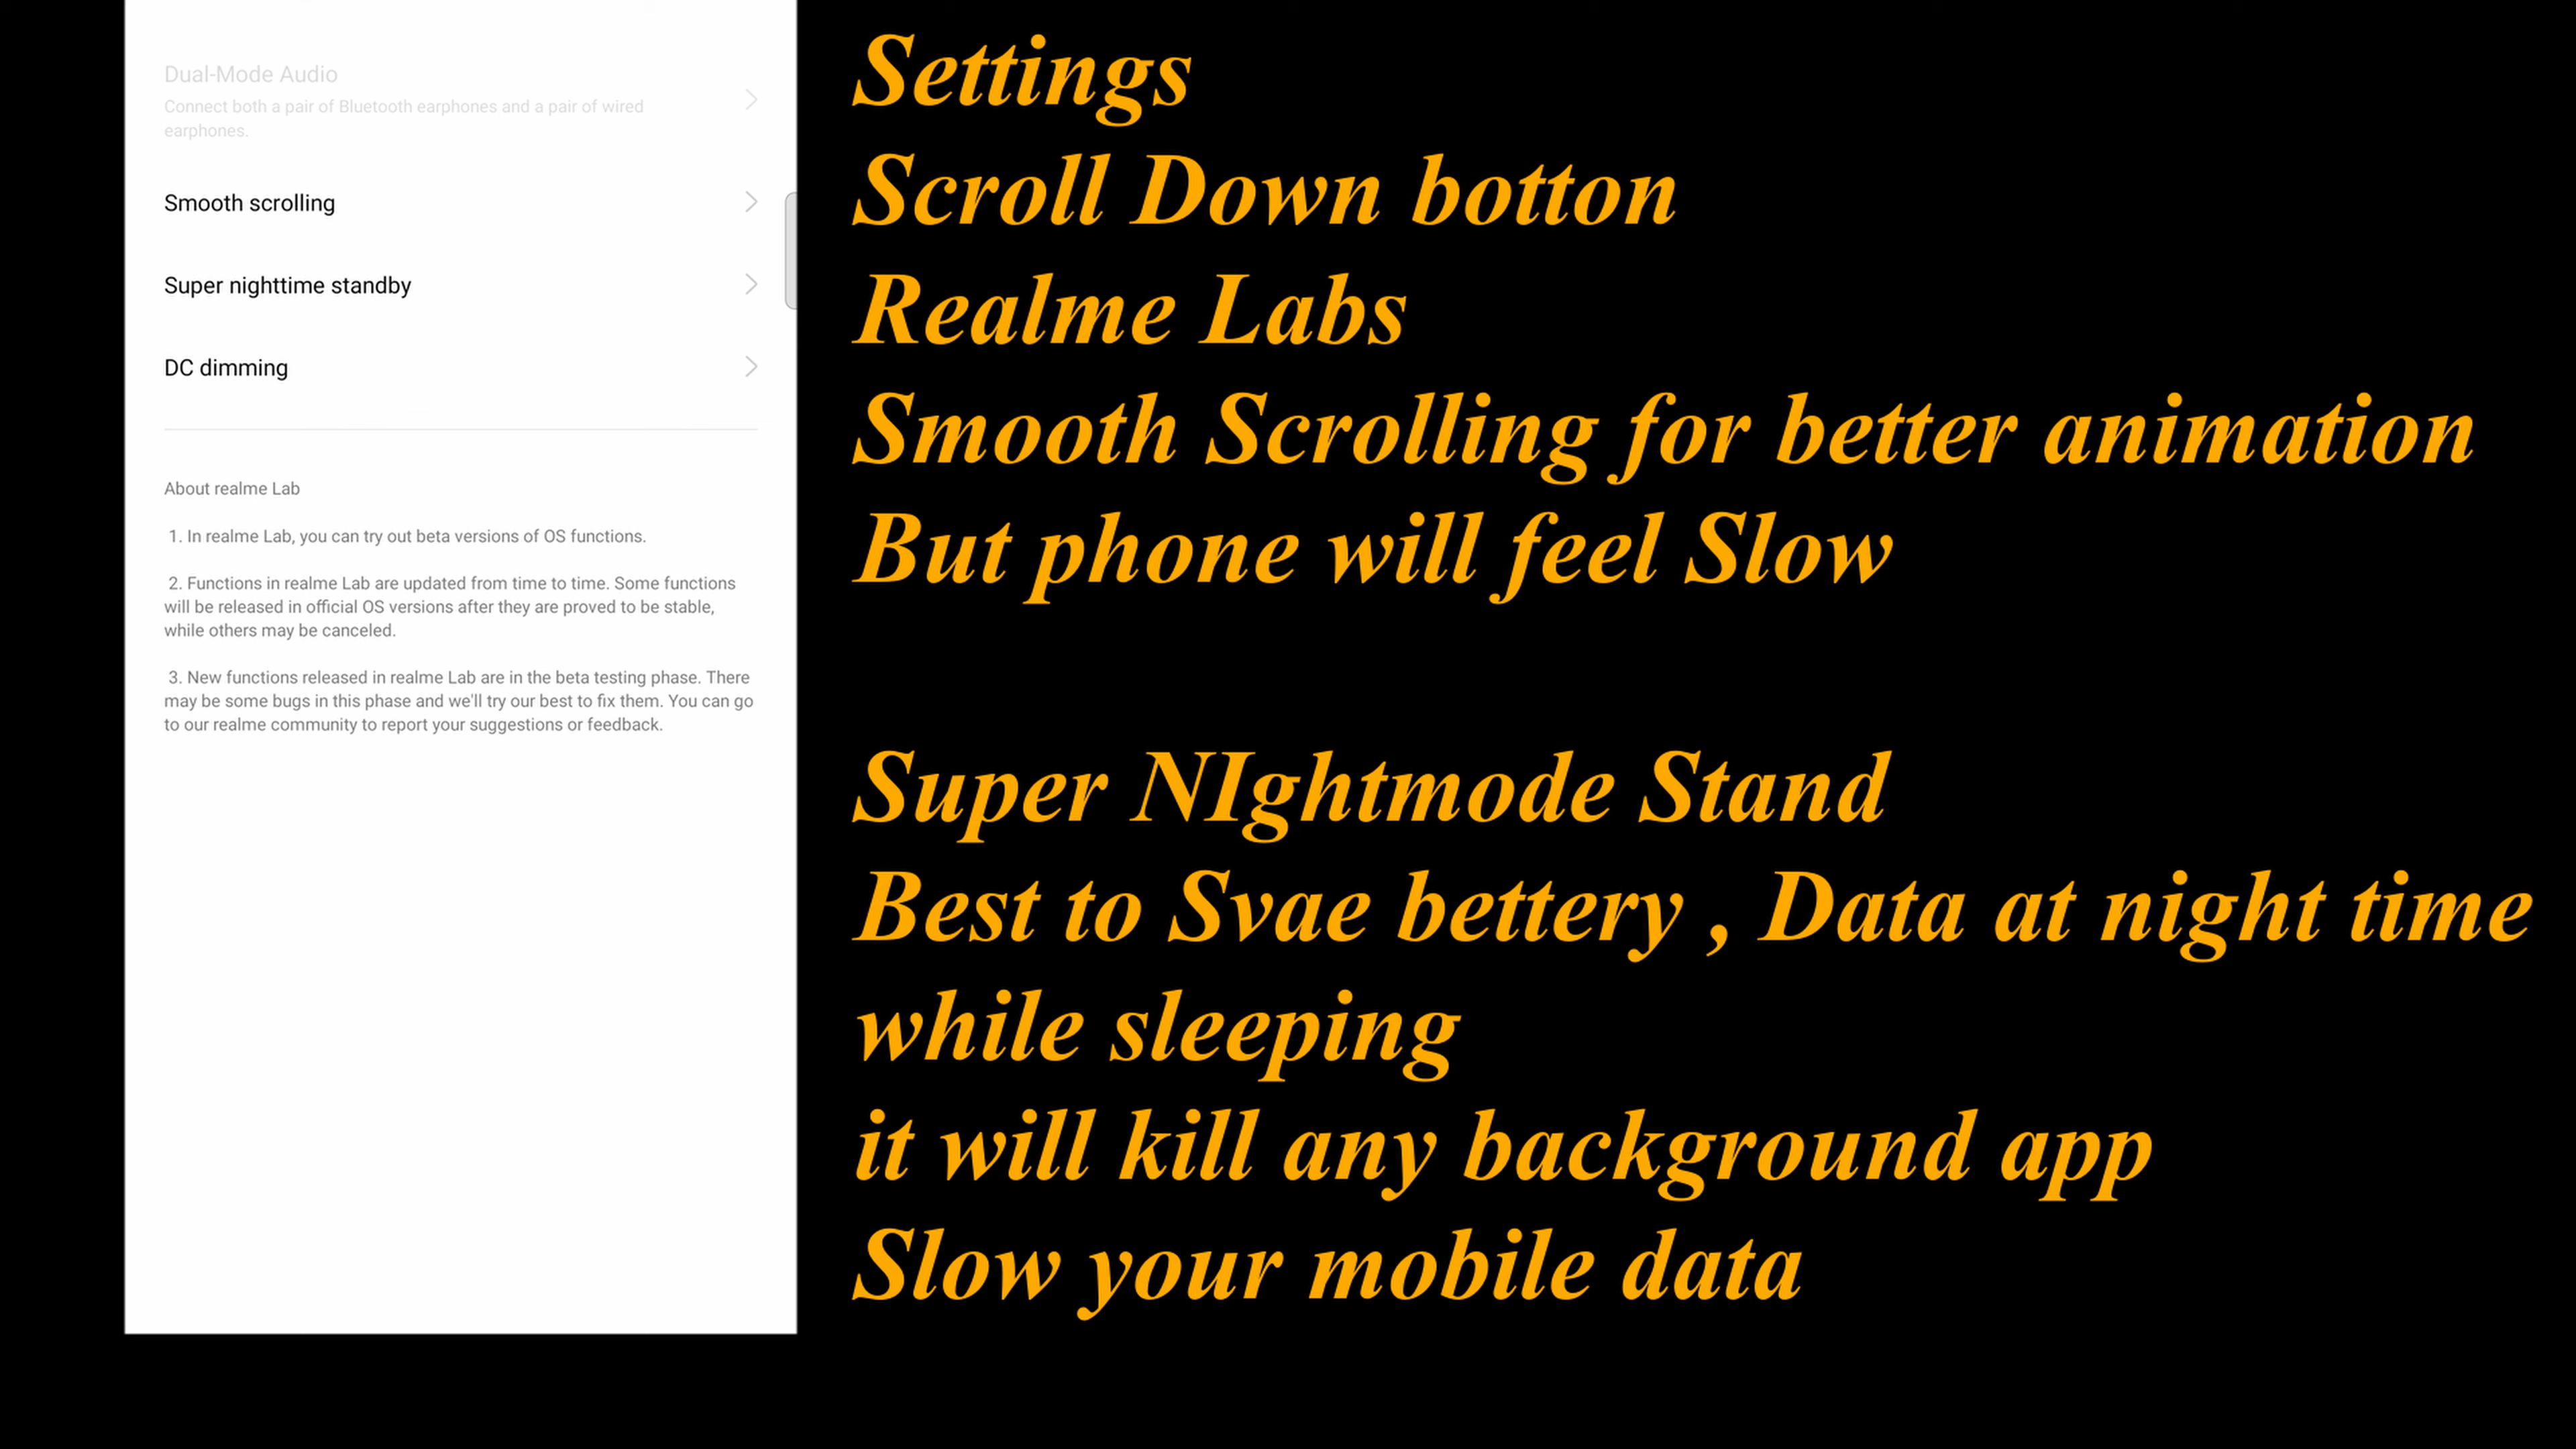 Dual-Mode Audio
Connect both a pair of Bluetooth earphones and a pair of wired
earphones.
Smooth scrolling
Super nighttime standby
DC dimming
About realme Lab
1. In realme Lab, you can try out beta versions of OS functions.
2. Functions in realme Lab are updated from time to time. Some functions
will be released in official OS versions after they are proved to be stable,
while others may be canceled.
3. New functions released in realme Lab are in the beta testing phase. There
may be some bugs in this phase and we'll try our best to fix them. You can go
to our realme community to report your suggestions or feedback.
Settings
Scroll Down botton
Realme Labs
Smooth Scrolling for better animation
But phone will feel Slow
Super NIghtmode Stand
Best to Svae bettery , Data at night time
while sleeping
it will kill any background app
Slow your mobile data